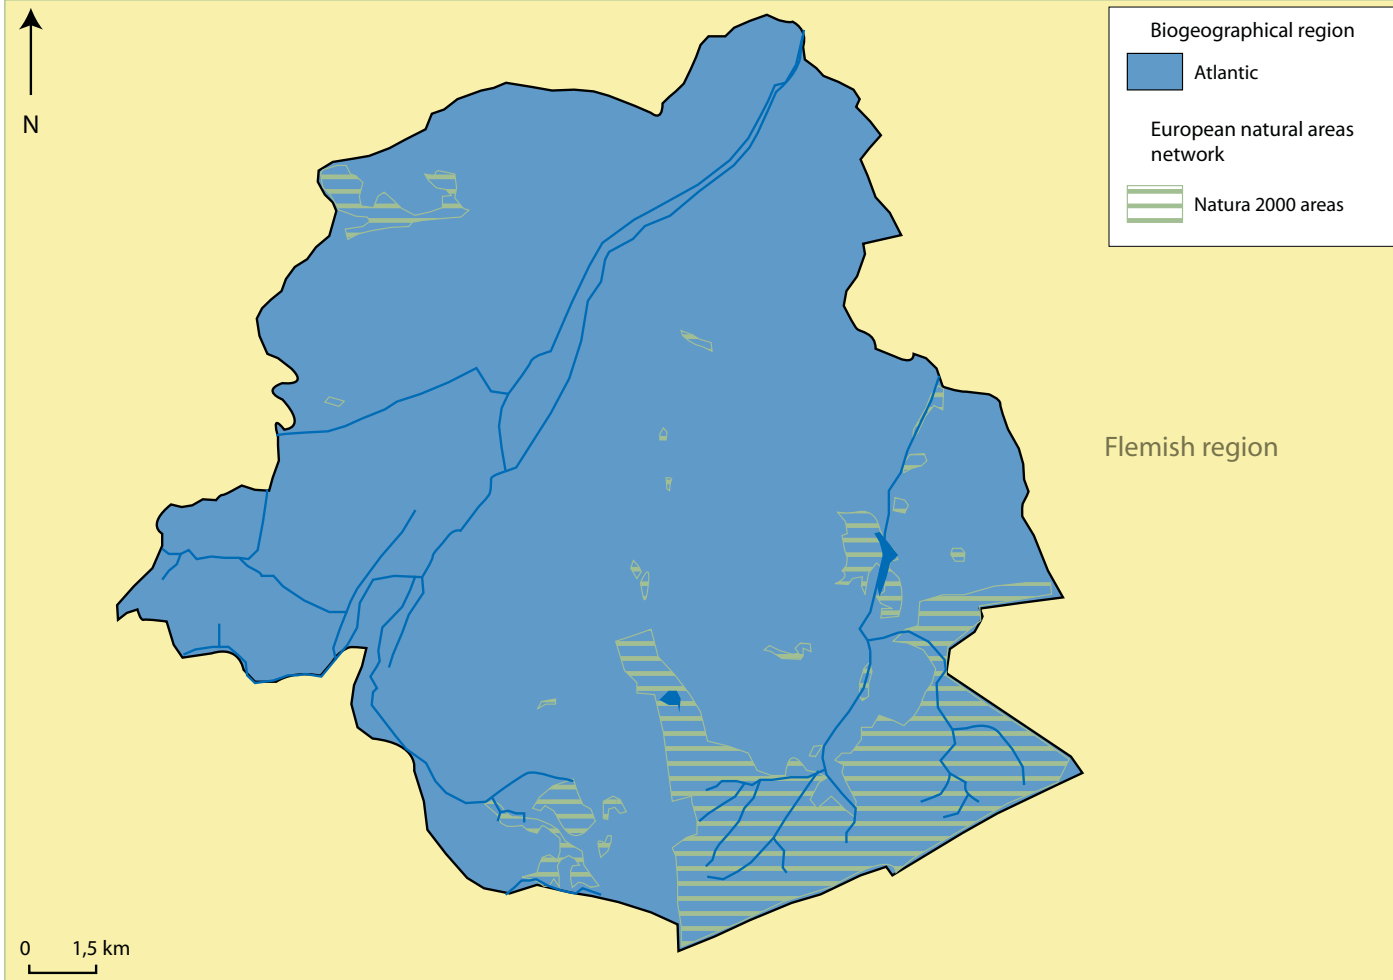 Biogeographical region
Atlantic
European natural areas
network
Natura 2000 areas
N
Flemish region
0 1,5 km